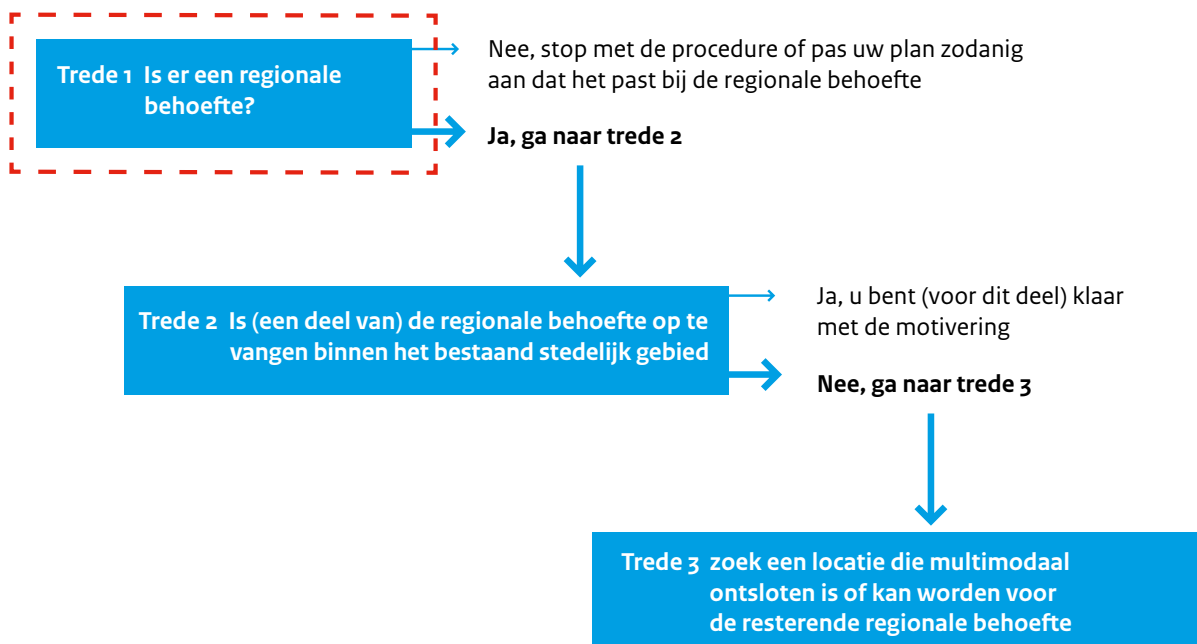 Trede 1 Is er een regionale
behoefte?
Nee, stop met de procedure of pas uw plan zodanig
aan dat het past bij de regionale behoefte
Ja, ga naar trede 2
Trede 2 Is (een deel van) de regionale behoefte op te
vangen binnen het bestaand stedelijk gebied
Ja, u bent (voor dit deel) klaar
met de motivering
Nee, ga naar trede 3
Trede 3 zoek een locatie die multimodaal
ontsloten is of kan worden voor
de resterende regionale behoefte